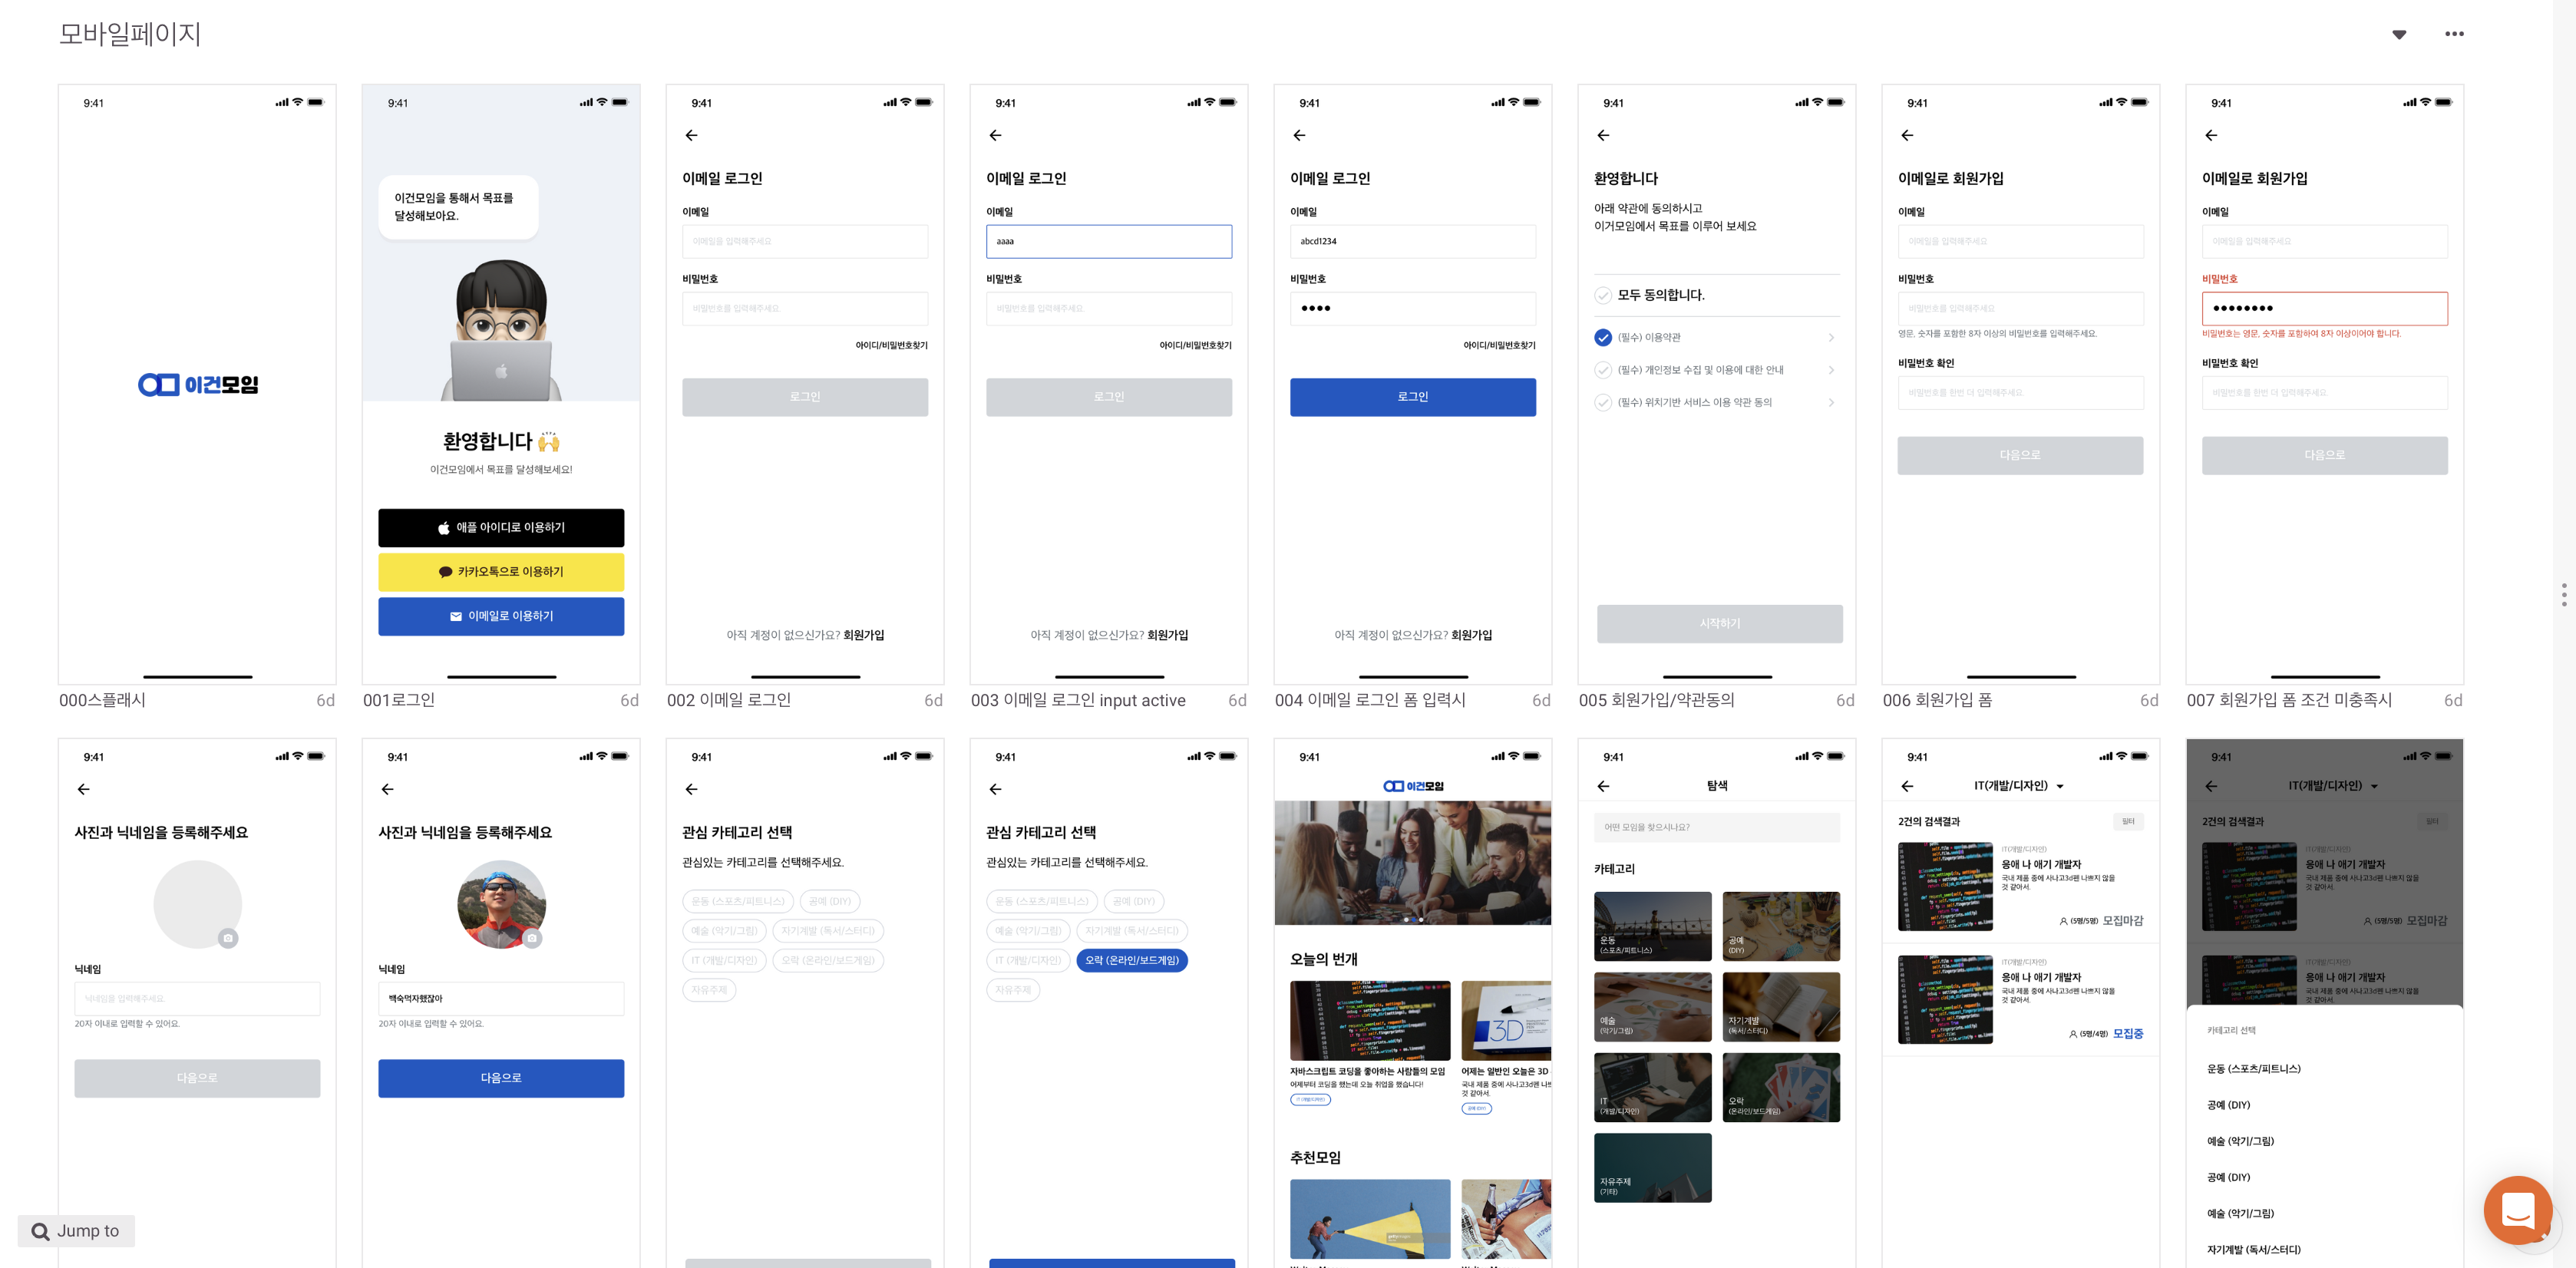 모바일페이지
9:41
이건모임
000스플래시 6d
9:41
이건모임을 통해서 목표를
달성해보아요.
환영합니다 🙌
이건모임에서 목표를 달성해보세요!
애플 아이디로 이용하기
카카오톡으로 이용하기
이메일로 이용하기
001로그인 6d
9:41
이메일 로그인
이메일
이메일을 입력해주세요
비밀번호
비밀번호를 입력해주세요.
아이디/비밀번호찾기
로그인
아직 계정이 없으신가요? 회원가입
002 이메일 로그인 6d
9:41
이메일 로그인
이메일
aaaa
비밀번호
비밀번호를 입력해주세요.
아이디/비밀번호찾기
로그인
아직 계정이 없으신가요? 회원가입
003 이메일 로그인 input active 6d
9:41
이메일 로그인
이메일
abcd1234
비밀번호
●●●●
아이디/비밀번호찾기
로그인
아직 계정이 없으신가요? 회원가입
004 이메일 로그인 폼 입력시 6d
9:41
환영합니다
아래 약관에 동의하시고
이거모임에서 목표를 이루어 보세요
모두 동의합니다.
(필수) 이용약관
(필수) 개인정보 수집 및 이용에 대한 안내
(필수) 위치기반 서비스 이용 약관 동의
시작하기
005 회원가입/약관동의 6d
9:41
이메일로 회원가입
이메일
이메일을 입력해주세요
비밀번호
비밀번호를 입력해주세요
영문, 숫자를 포함한 8자 이상의 비밀번호를 입력해주세요.
비밀번호 확인
비밀번호를 한번 더 입력해주세요.
다음으로
006 회원가입 폼 6d
9:41
이메일로 회원가입
이메일
이메일을 입력해주세요
비밀번호
●●●●●●●●
비밀번호는 영문, 숫자를 포함하여 8자 이상이어야 합니다.
비밀번호 확인
비밀번호를 한번 더 입력해주세요.
다음으로
007 회원가입 폼 조건 미충족시 6d
9:41
사진과 닉네임을 등록해주세요
닉네임
닉네임을 입력해주세요.
20자 이내로 입력할 수 있어요.
다음으로
9:41
사진과 닉네임을 등록해주세요
닉네임
백숙먹자했잖아
20자 이내로 입력할 수 있어요.
다음으로
9:41
관심 카테고리 선택
관심있는 카테고리를 선택해주세요.
운동 (스포츠/피트니스) 공예 (DIY)
예술 (악기/그림) 자기계발 (독서/스터디)
IT (개발/디자인) 오락 (온라인/보드게임)
자유주제
9:41
관심 카테고리 선택
관심있는 카테고리를 선택해주세요.
운동 (스포츠/피트니스) 공예 (DIY)
예술 (악기/그림) 자기계발 (독서/스터디)
IT (개발/디자인) 오락 (온라인/보드게임)
자유주제
9:41
이건모임
오늘의 번개
3D
자바스크립트 코딩을 좋아하는 사람들의 모임
어제부터 코딩을 했는데 오늘 취업을 했습니다!
IT (개발/디자인)
어제는 일반인 오늘은 3D
국내 제품 중에 사나고3d펜 나쁘
것 같아서.
공예 (DIY)
추천모임
9:41
탐색
어떤 모임을 찾으시나요?
카테고리
운동
(스포츠/피트니스)
공예
(DIY)
예술
(악기/그림)
자기계발
(독서/스터디)
IT
(개발/디자인)
오락
(온라인/보드게임)
자유주제
(기타)
9:41
IT(개발/디자인)
2건의 검색결과 필터
IT(개발/디자인)
응애 나 애기 개발자
국내 제품 중에 사나고3d펜 나쁘지 않을
것 같아서.
(5명/5명) 모집마감
IT(개발/디자인)
응애 나 애기 개발자
국내 제품 중에 사나고3d펜 나쁘지 않을
것 같아서.
(5명/4명) 모집중
9:41
IT(개발/디자인)
2건의 검색결과 필터
IT(개발/디자인)
응애 나 애기 개발자
국내 제품 중에 사나고3d펜 나쁘지 않을
것 같아서.
(5명/5명) 모집마감
IT(개발/디자인)
응애 나 애기 개발자
국내 제품 중에 사나고3d펜 나쁘지 않을
것 같아서.
카테고리 선택
운동 (스포츠/피트니스)
공예 (DIY)
예술 (악기/그림)
공예 (DIY)
예술 (악기/그림)
자기계발 (독서/스터디)
Jump to